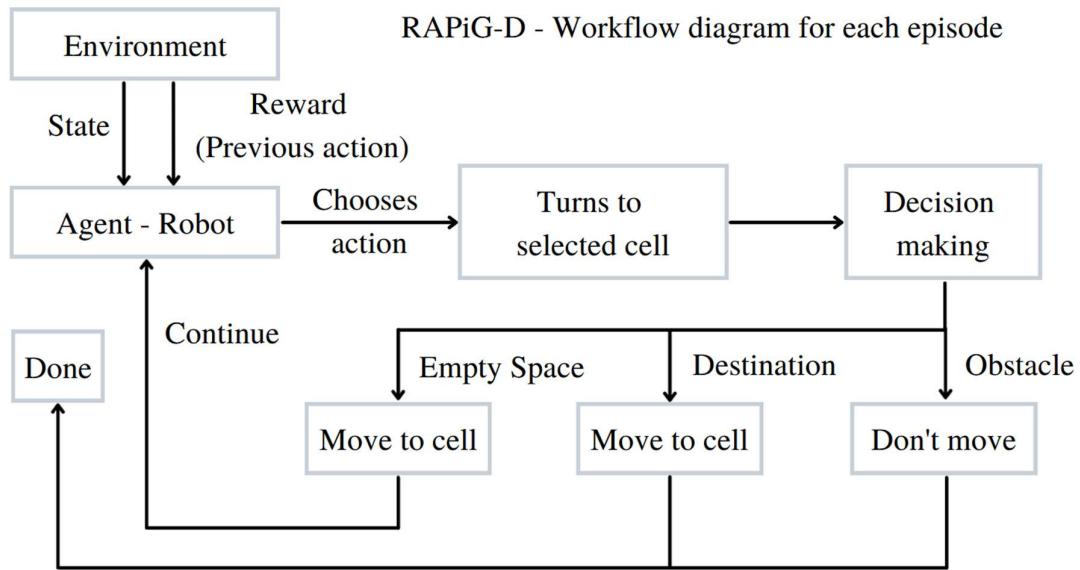 RAPiG-D - Workflow diagram for each episode
Environment
State
Reward
(Previous action)
Agent - Robot
Chooses
action
Turns to
selected cell
Decision
making
Continue
Done
Empty Space
Destination
Obstacle
Move to cell
Move to cell
Don't move